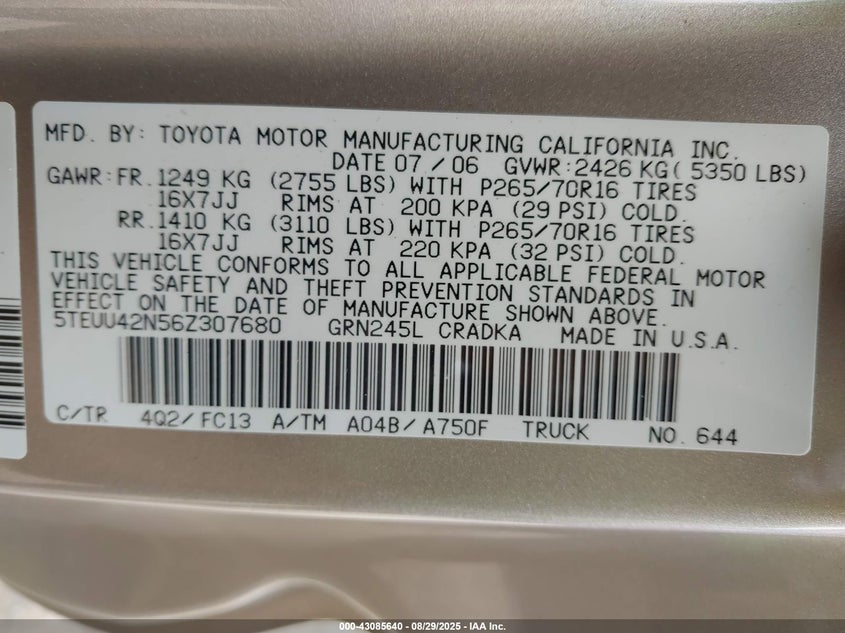 MFD. BY: TOYOTA MOTOR MANUFACTURING CALIFORNIA INC.
DATE 07 / 06 GVWR: 2426 KG ( 5350 LBS)
GAWR: FR. 1249 KG (2755 LBS) WITH P265/70R16 TIRES
16X7JJ RIMS AT 200 KPA (29 PSI) COLD.
RR. 1410 KG (3110 LBS) WITH P265/70R16 TIRES
16X7JJ RIMS AT 220 KPA (32 PSI) COLD.
THIS VEHICLE CONFORMS TO ALL APPLICABLE FEDERAL MOTOR
VEHICLE SAFETY AND THEFT PREVENTION STANDARDS IN
EFFECT ON THE DATE OF MANUFACTURE SHOWN ABOVE.
5TEUU42N56Z307680 GRN245L CRADKA MADE IN U.S.A.
C/TR 4Q2/ FC13 A/TM A04B/ A750F TRUCK NO. 644
000-43085640 - 08/29/2025 - IAA Inc.